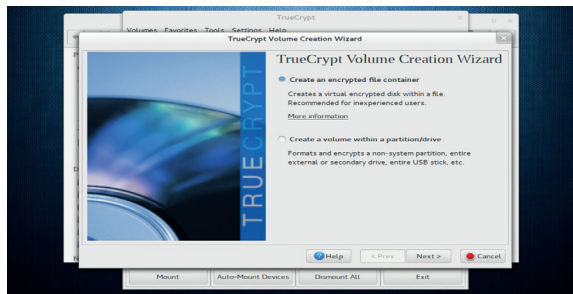 TrueCrypt
Volumes Favorites Tools Settings Help
TrueCrypt Volume Creation Wizard
TRUECRYPT
TrueCrypt Volume Creation Wizard
Create an encrypted file container
Creates a virtual encrypted disk within a file.
Recommended for inexperienced users.
More information
Create a volume within a partition/drive
Formats and encrypts a non-system partition, entire
external or secondary drive, entire USB stick, etc.
Help < Prev Next > Cancel
Mount Auto-Mount Devices Dismount All Exit